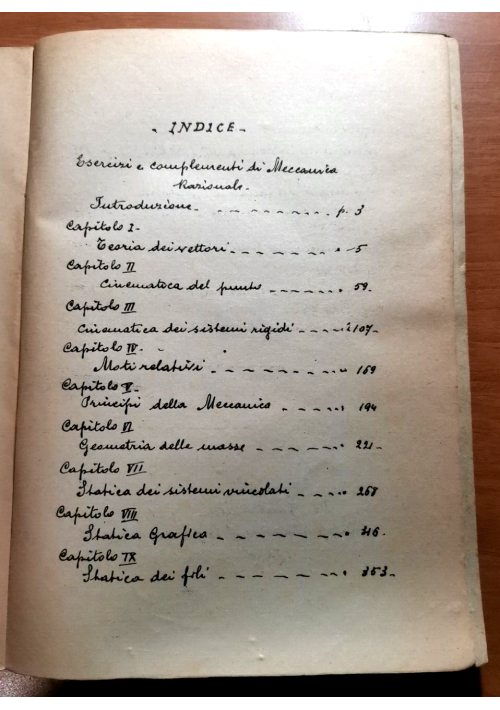 - INDICE -
Esercizi e complementi di Meccanica
Razionale.
Introduzione - - - - - - - - p. 3
Capitolo I -
Teoria dei vettori - - - - - - " 5
Capitolo II
Cinematica del punto - - - - - " 59.
Capitolo III
Cinematica dei sistemi rigidi - - - - " 107.
Capitolo IV. -
Moti relativi - - - - - - - - " 169
Capitolo V. -
Principi della Meccanica - - - - " 194
Capitolo VI
Geometria delle masse - - - - - " 221.
Capitolo VII
Statica dei sistemi vincolati - - - - 268
Capitolo VIII
Statica Grafica - - - - - - - " 316.
Capitolo IX
Statica dei fili - - - - - - - " 353.